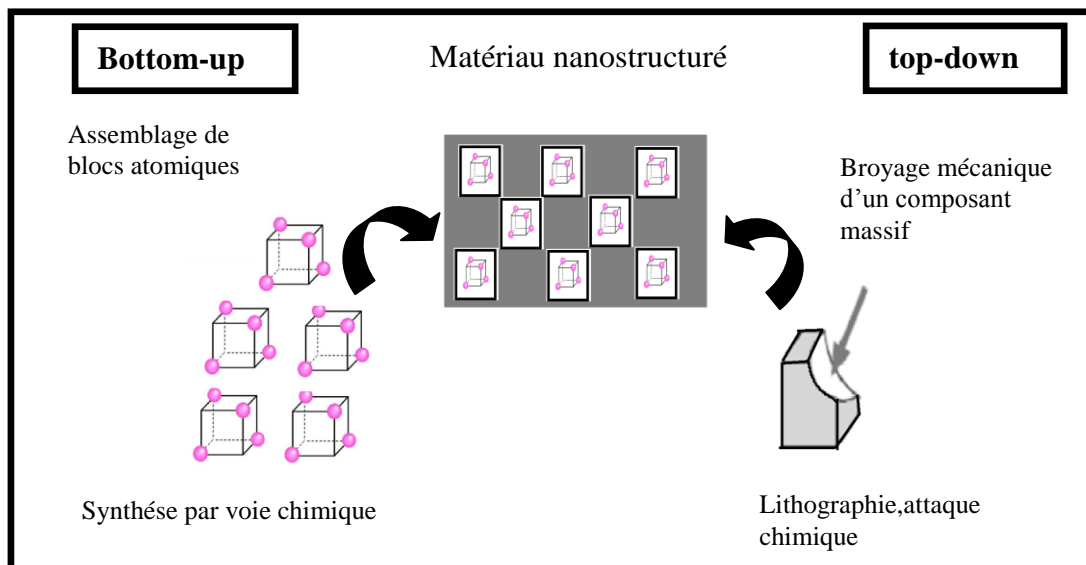 Bottom-up
Matériau nanostructuré
top-down
Assemblage de
blocs atomiques
Broyage mécanique
d’un composant
massif
Synthése par voie chimique
Lithographie,attaque
chimique